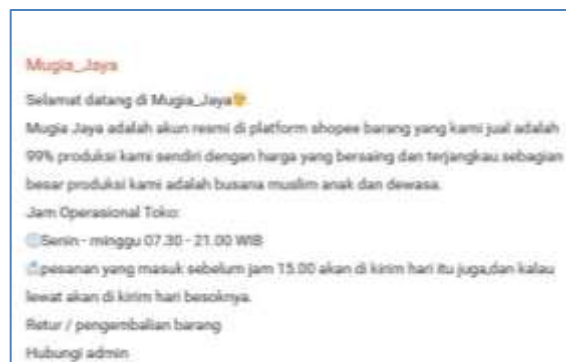 Mugia_Jaya
Selamat datang di Mugia_Jaya
Mugia Jaya adalah akun resmi di platform shopee barang yang kami jual adalah
99% produksi kami sendiri dengan harga yang bersaing dan terjangkau.sebagian
besar produksi kami adalah busana muslim anak dan dewasa.
Jam Operasional Toko:
Senin - minggu 07.30 - 21.00 WIB
pesanan yang masuk sebelum jam 15.00 akan di kirim hari itu juga,dan kalau
lewat akan di kirim hari besoknya.
Retur / pengembalian barang
Hubungi admin